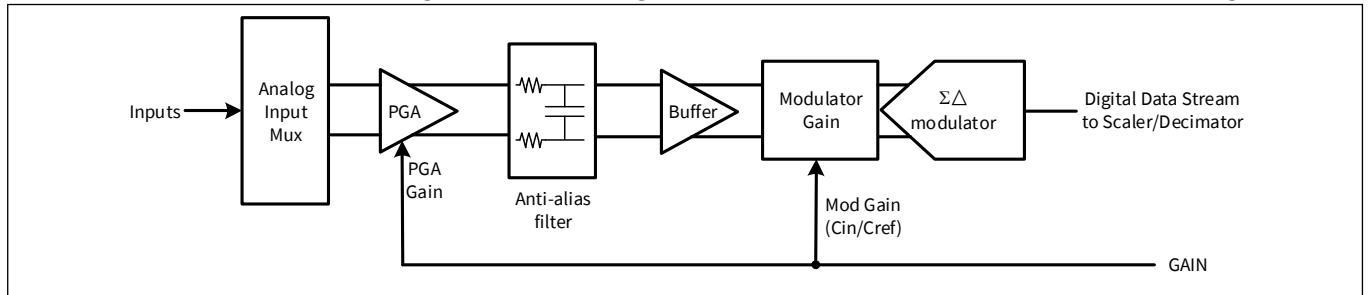 Inputs
Analog
Input
Mux
PGA
PGA
Gain
Anti-alias
filter
Buffer
Modulator
Gain
Mod Gain
(Cin/Cref)
Σ△
modulator
Digital Data Stream
to Scaler/Decimator
GAIN